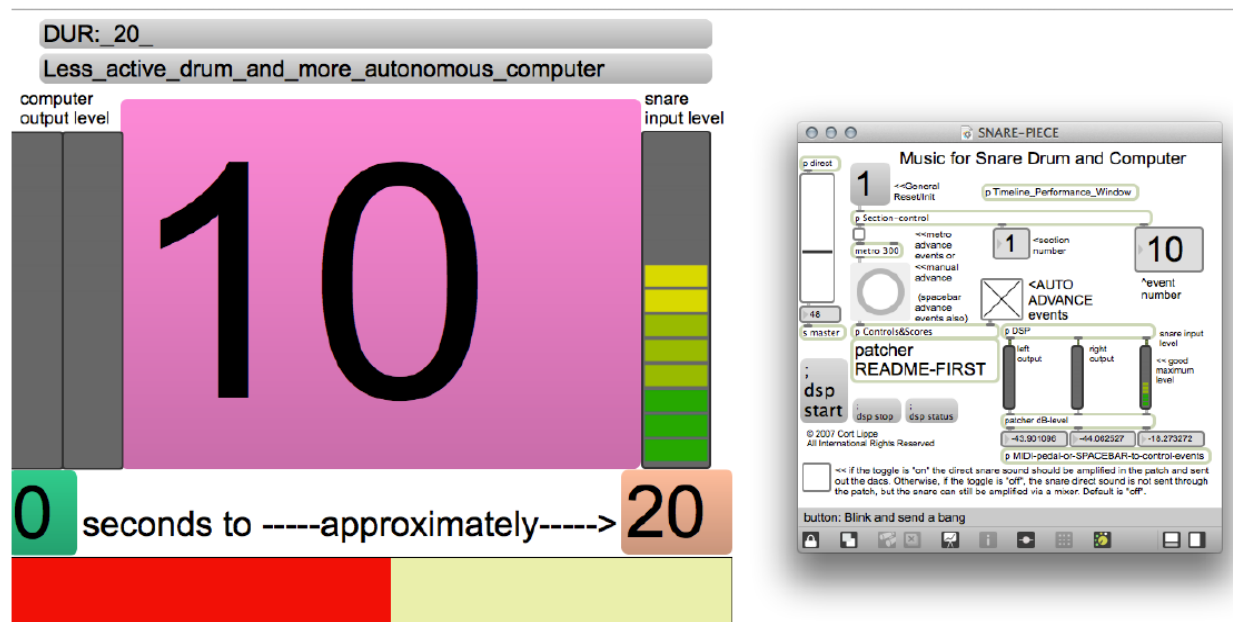 DUR:_20_
Less_active_drum_and_more_autonomous_computer
computer
output level
snare
input level
10
0 seconds to -----approximately-----> 20
SNARE-PIECE
p direct
Music for Snare Drum and Computer
1
<<General
Reset/Init
p Timeline_Performance_Window
p Section-control
metro 300
<<metro
advance
events or
<<manual
advance
(spacebar
advance
events also)
1
<section
number
10
^event
number
<AUTO
ADVANCE
events
48
s master
p Controls&Scores
p DSP
patcher
README-FIRST
left
output
right
output
snare input
level
<< good
maximum
level
;
dsp
start
;
dsp stop
;
dsp status
patcher dB-level
© 2007 Cort Lippe
All International Rights Reserved
-43.901096
-18.273272
p MIDI-pedal-or-SPACEBAR-to-control-events
<< if the toggle is "on" the direct snare sound should be amplified in the patch and sent
out the dacs. Otherwise, if the toggle is "off", the snare direct sound is not sent through
the patch, but the snare can still be amplified via a mixer. Default is "off".
button: Blink and send a bang